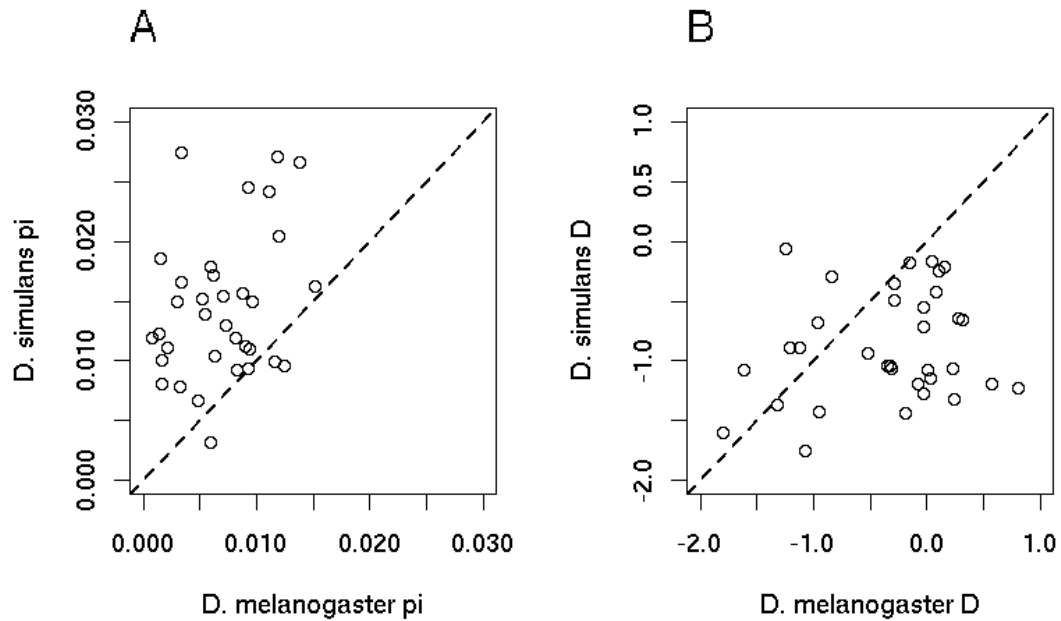 A
0.030
0.020
0.010
0.000
D. simulans pi
0.000 0.010 0.020 0.030
D. melanogaster pi
B
1.0
0.5
0.0
-1.0
-2.0
D. simulans D
-2.0 -1.0 0.0 1.0
D. melanogaster D